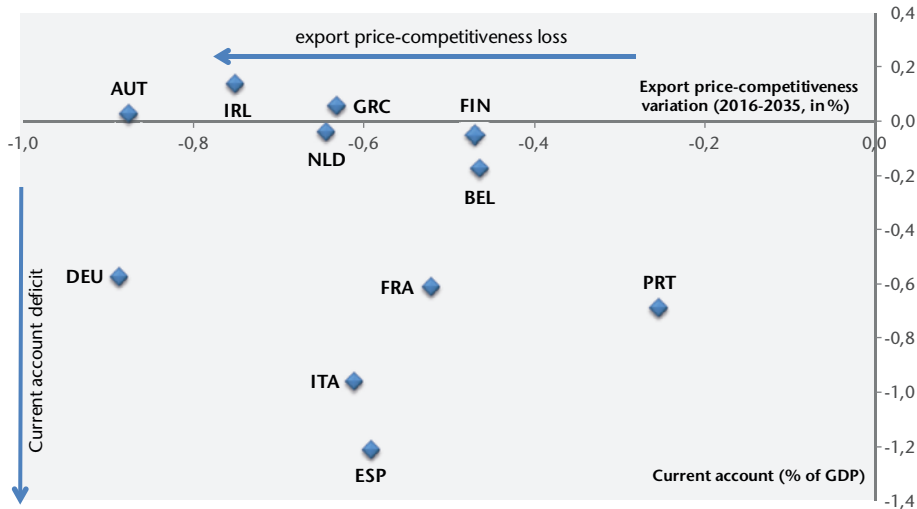 0,4
export price-competitiveness loss
0,2
AUT
IRL
GRC
FIN
Export price-competitiveness
variation (2016-2035, in %)
0,0
-1,0
-0,8
-0,6
-0,4
-0,2
0,0
NLD
-0,2
BEL
-0,4
DEU
FRA
PRT
-0,6
Current account deficit
-0,8
ITA
-1,0
-1,2
ESP
Current account (% of GDP)
-1,4